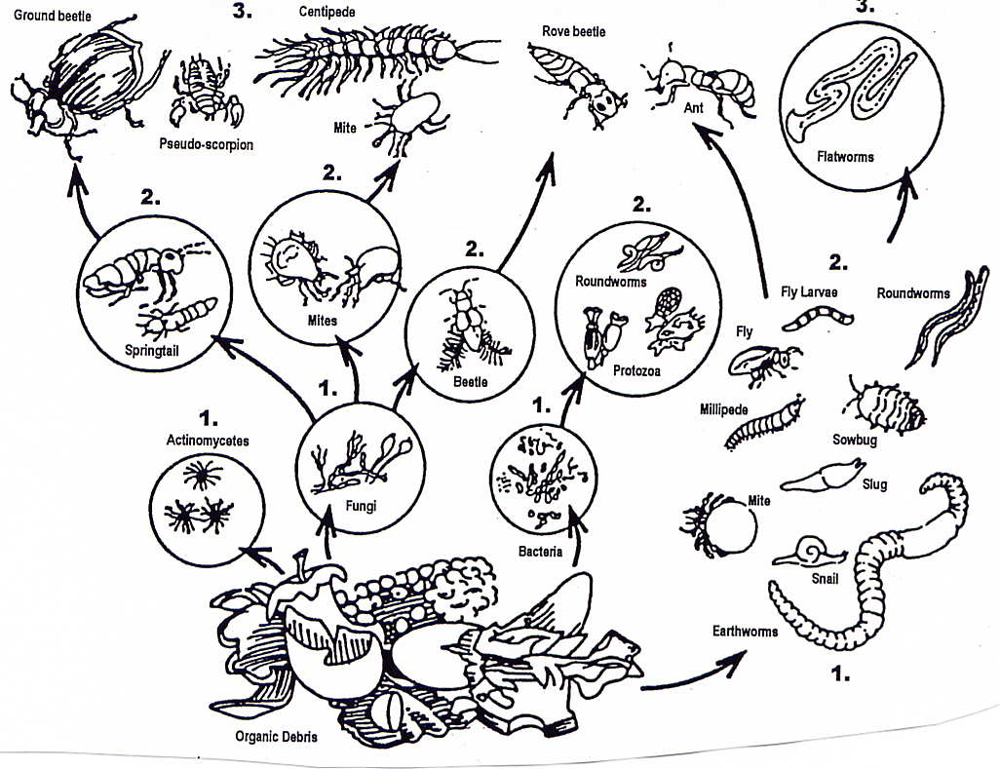 3.
3.
Ground beetle
Centipede
Rove beetle
Mite
Ant
Pseudo-scorpion
Flatworms
2.
2.
2.
2.
2.
Springtail
Mites
Beetle
Roundworms
Protozoa
Fly Larvae
Roundworms
Fly
Millipede
Sowbug
Slug
Mite
Snail
Earthworms
1.
1.
1.
1.
Actinomycetes
Fungi
Bacteria
Organic Debris